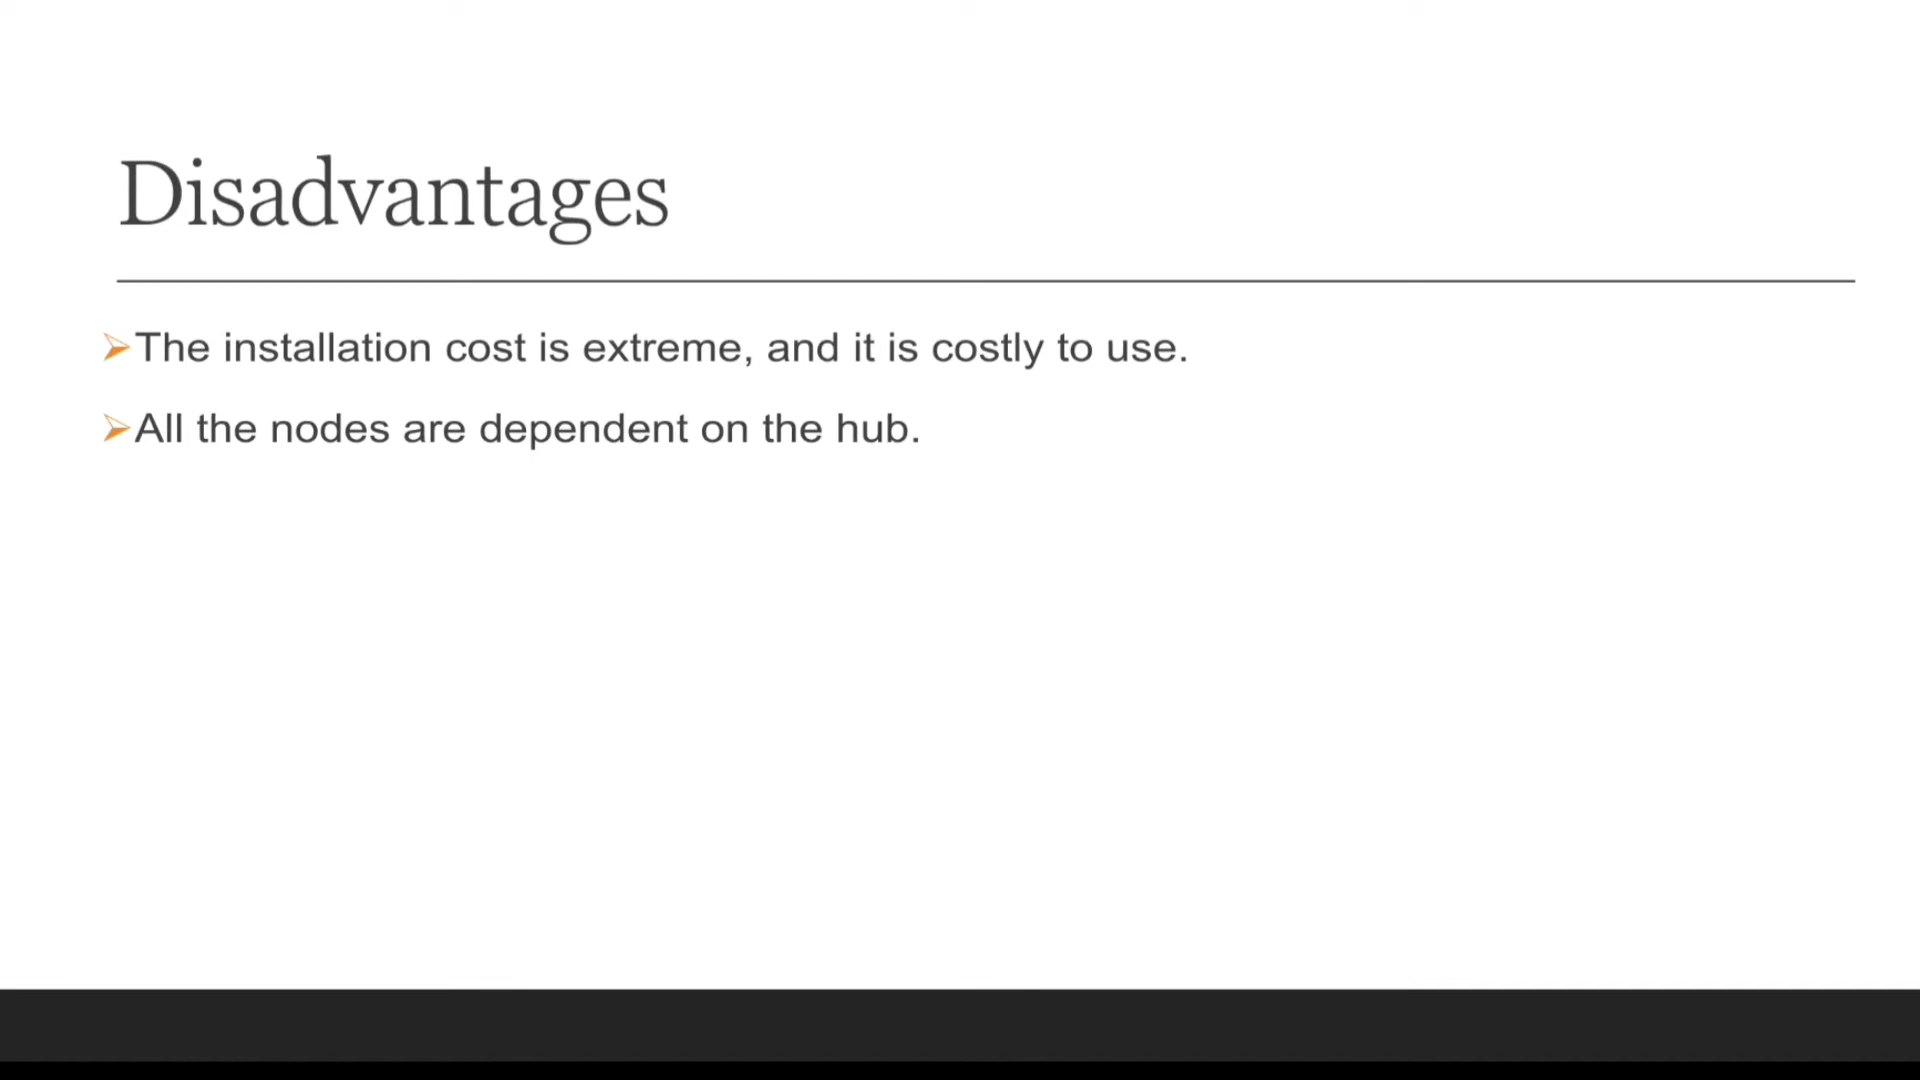 Disadvantages
The installation cost is extreme, and it is costly to use.
All the nodes are dependent on the hub.